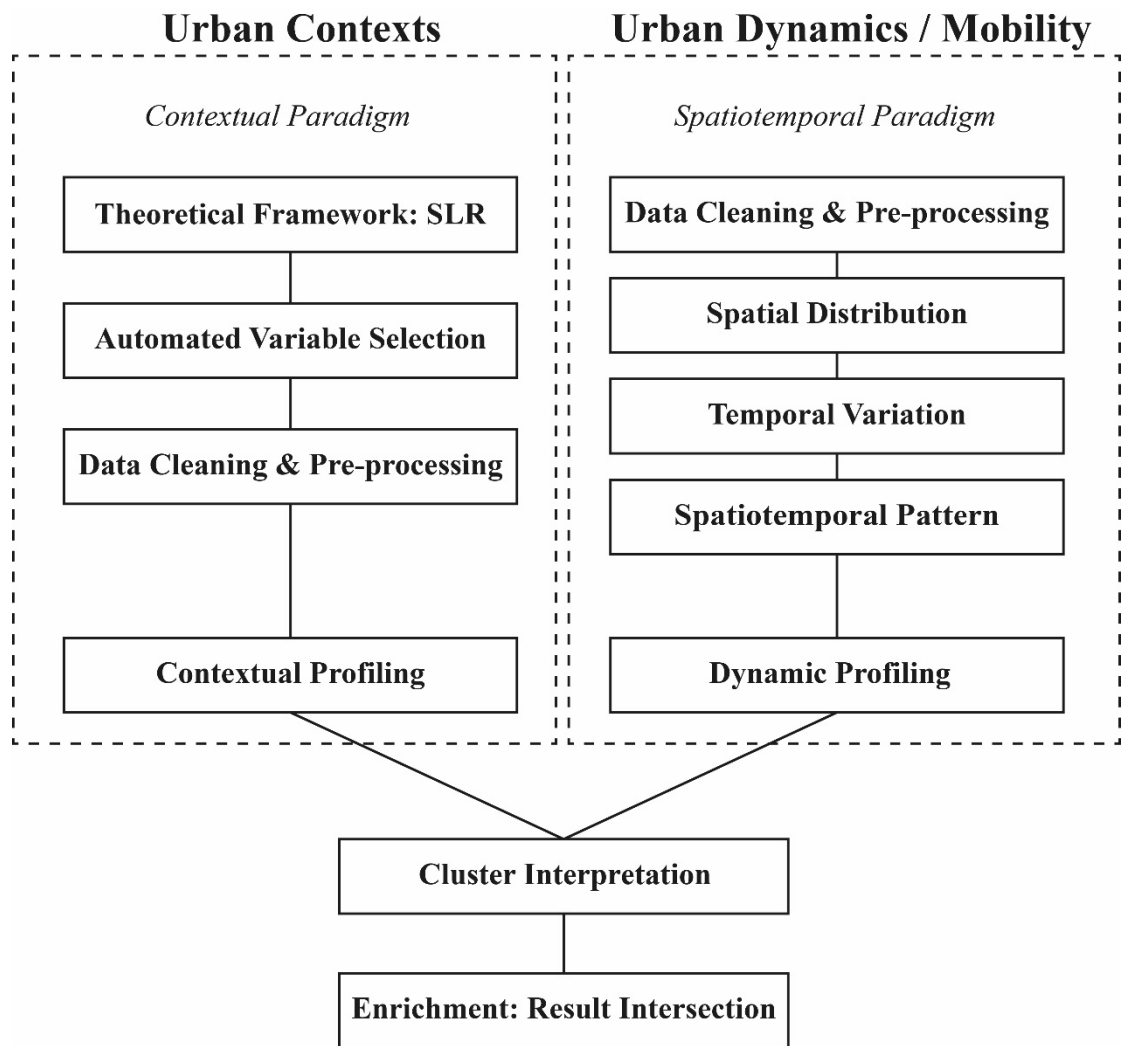 Urban Contexts
Contextual Paradigm
Theoretical Framework: SLR
Automated Variable Selection
Data Cleaning & Pre-processing
Contextual Profiling
Urban Dynamics / Mobility
Spatiotemporal Paradigm
Data Cleaning & Pre-processing
Spatial Distribution
Temporal Variation
Spatiotemporal Pattern
Dynamic Profiling
Cluster Interpretation
Enrichment: Result Intersection